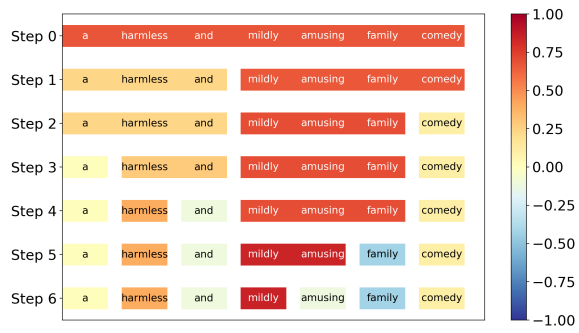 Step 0 a harmless and mildly amusing family comedy
Step 1 a harmless and mildly amusing family comedy
Step 2 a harmless and mildly amusing family comedy
Step 3 a harmless and mildly amusing family comedy
Step 4 a harmless and mildly amusing family comedy
Step 5 a harmless and mildly amusing family comedy
Step 6 a harmless and mildly amusing family comedy
1.00
0.75
0.50
0.25
0.00
−0.25
−0.50
−0.75
−1.00